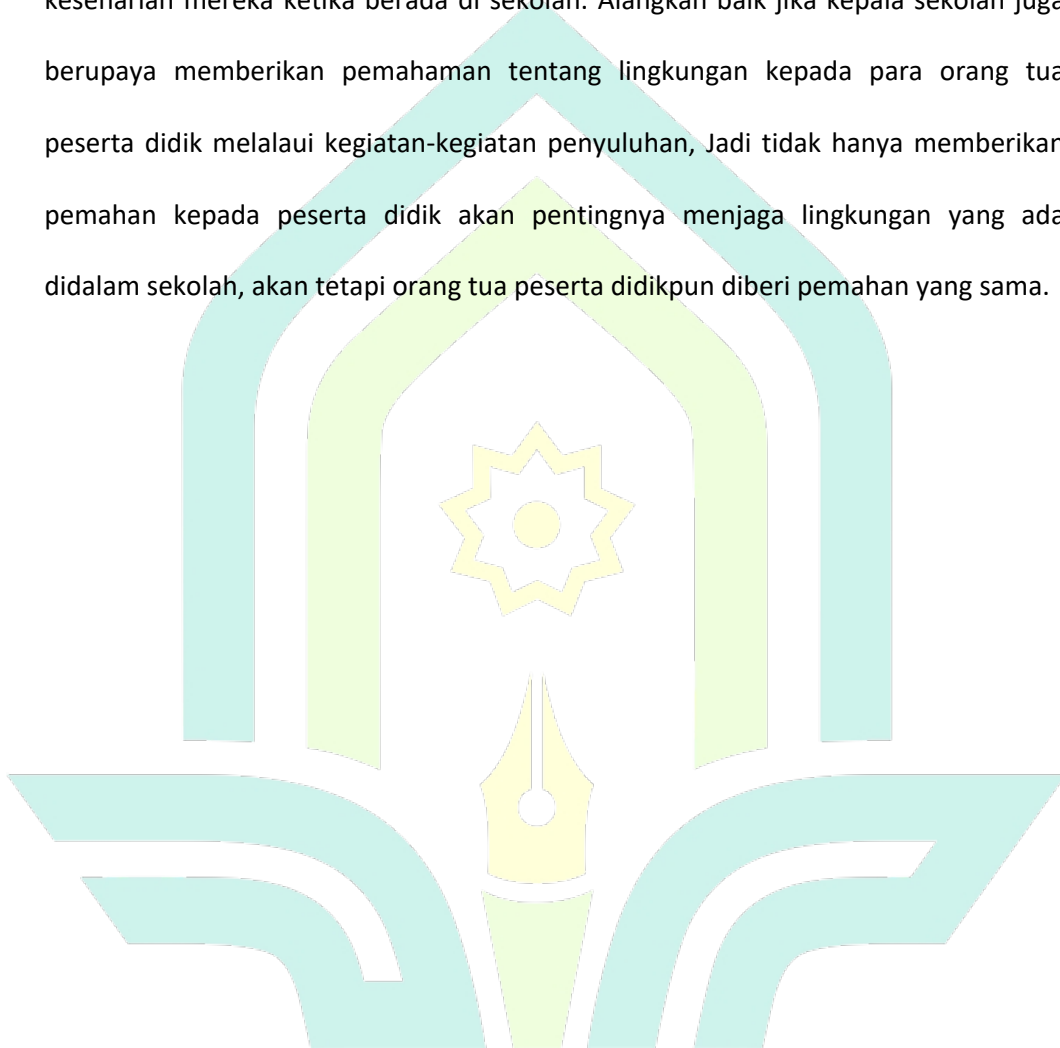 keseharian mereka ketika berada di sekolah. Alangkah baik jika kepala sekolah juga
berupaya memberikan pemahaman tentang lingkungan kepada para orang tua
peserta didik melalaui kegiatan-kegiatan penyuluhan, Jadi tidak hanya memberikan
pemahan kepada peserta didik akan pentingnya menjaga lingkungan yang ada
didalam sekolah, akan tetapi orang tua peserta didikpun diberi pemahan yang sama.